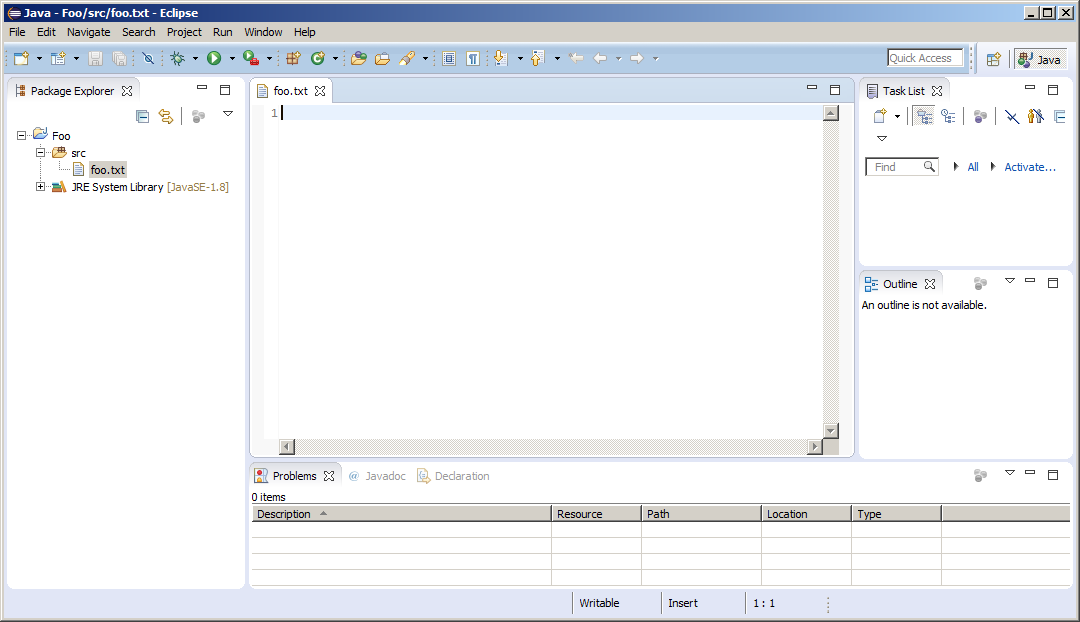 Java - Foo/src/foo.txt - Eclipse
File Edit Navigate Search Project Run Window Help
Quick Access
Java
Package Explorer
Foo
src
foo.txt
JRE System Library [JavaSE-1.8]
foo.txt
1
Task List
Find All Activate...
Outline
An outline is not available.
Problems @ Javadoc Declaration
0 items
Description Resource Path Location Type
Writable Insert 1 : 1